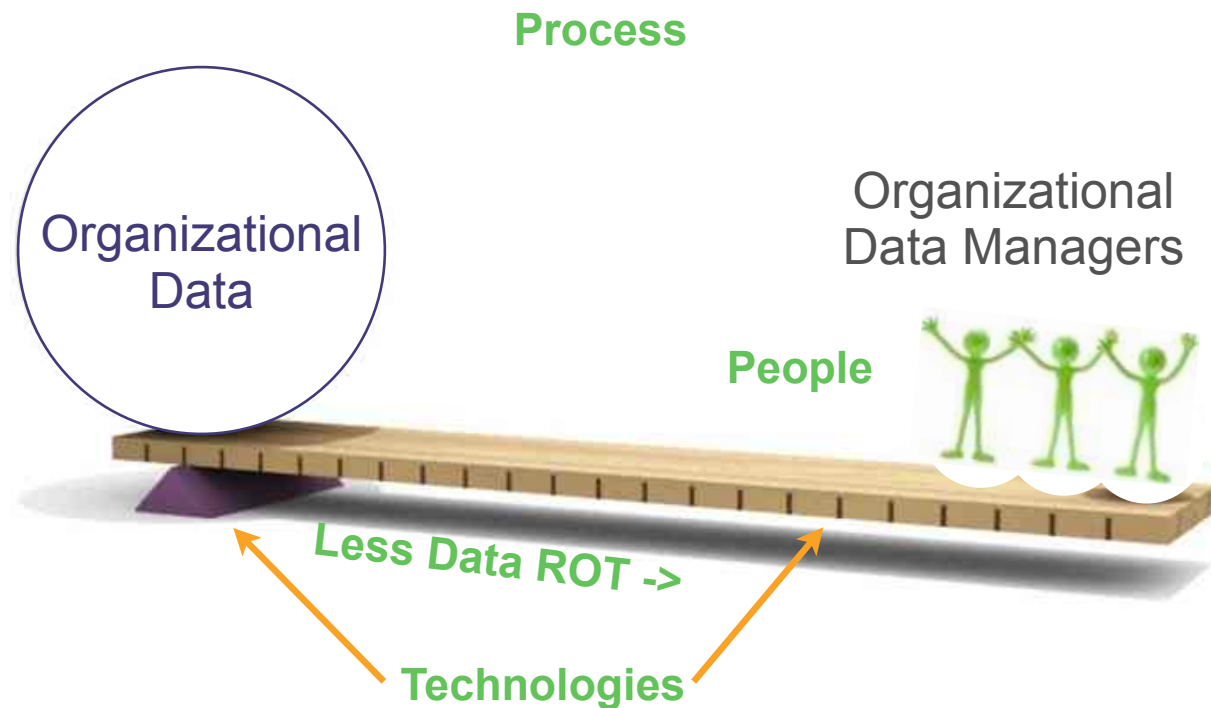 Process
Organizational
Data
Organizational
Data Managers
People
Less Data ROT ->
Technologies